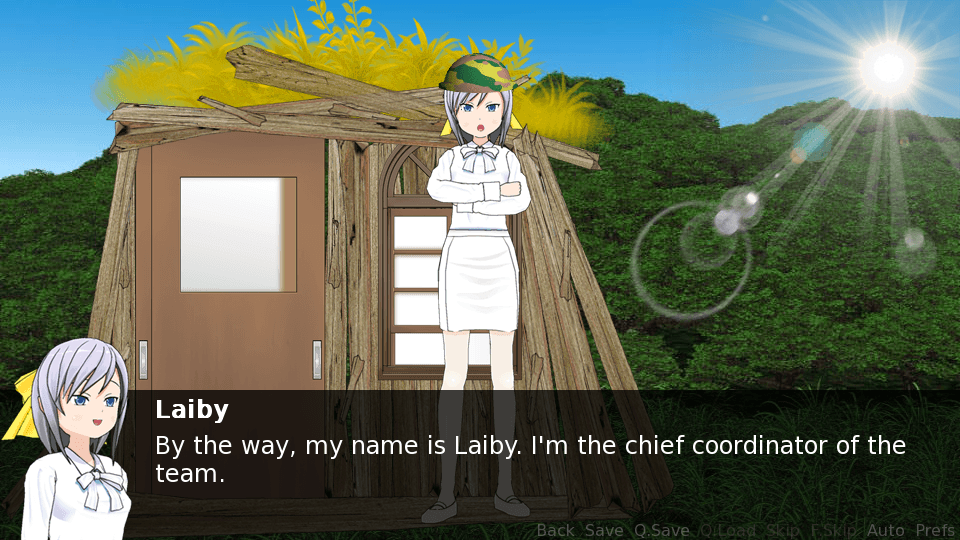 Laiby
By the way, my name is Laiby. I'm the chief coordinator of the
team.
Back Save Q.Save Q.Load Skip F.Skip Auto Prefs